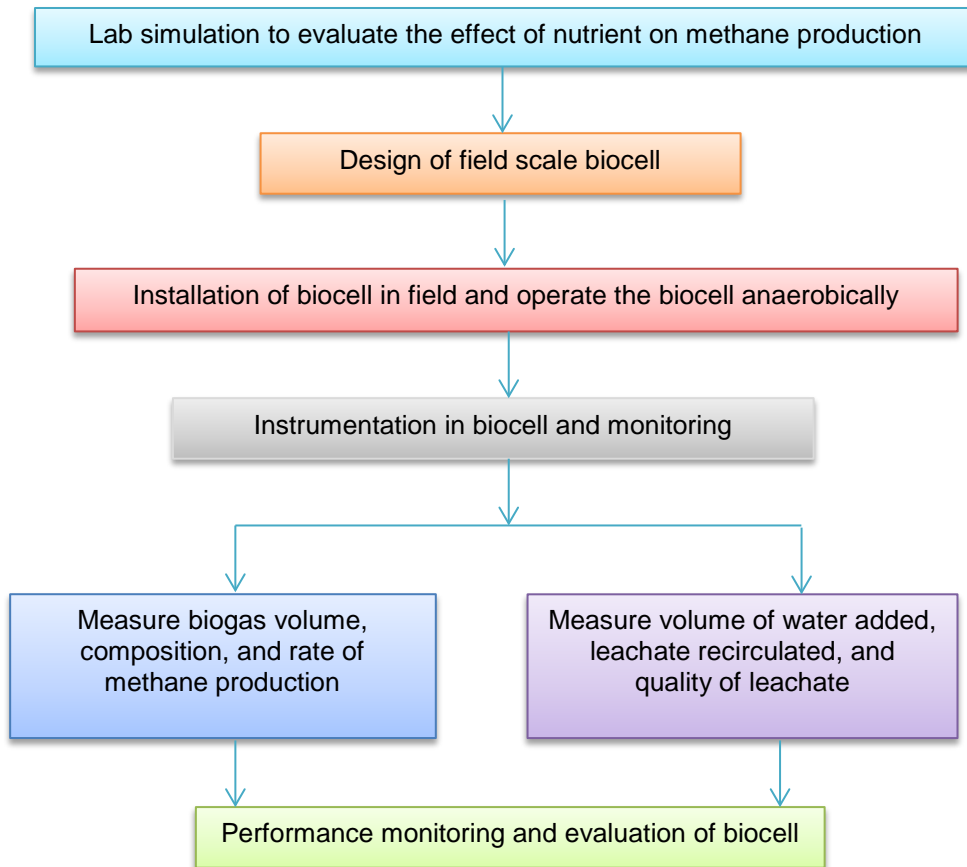 Lab simulation to evaluate the effect of nutrient on methane production
Design of field scale biocell
Installation of biocell in field and operate the biocell anaerobically
Instrumentation in biocell and monitoring
Measure biogas volume,
composition, and rate of
methane production
Measure volume of water added,
leachate recirculated, and
quality of leachate
Performance monitoring and evaluation of biocell